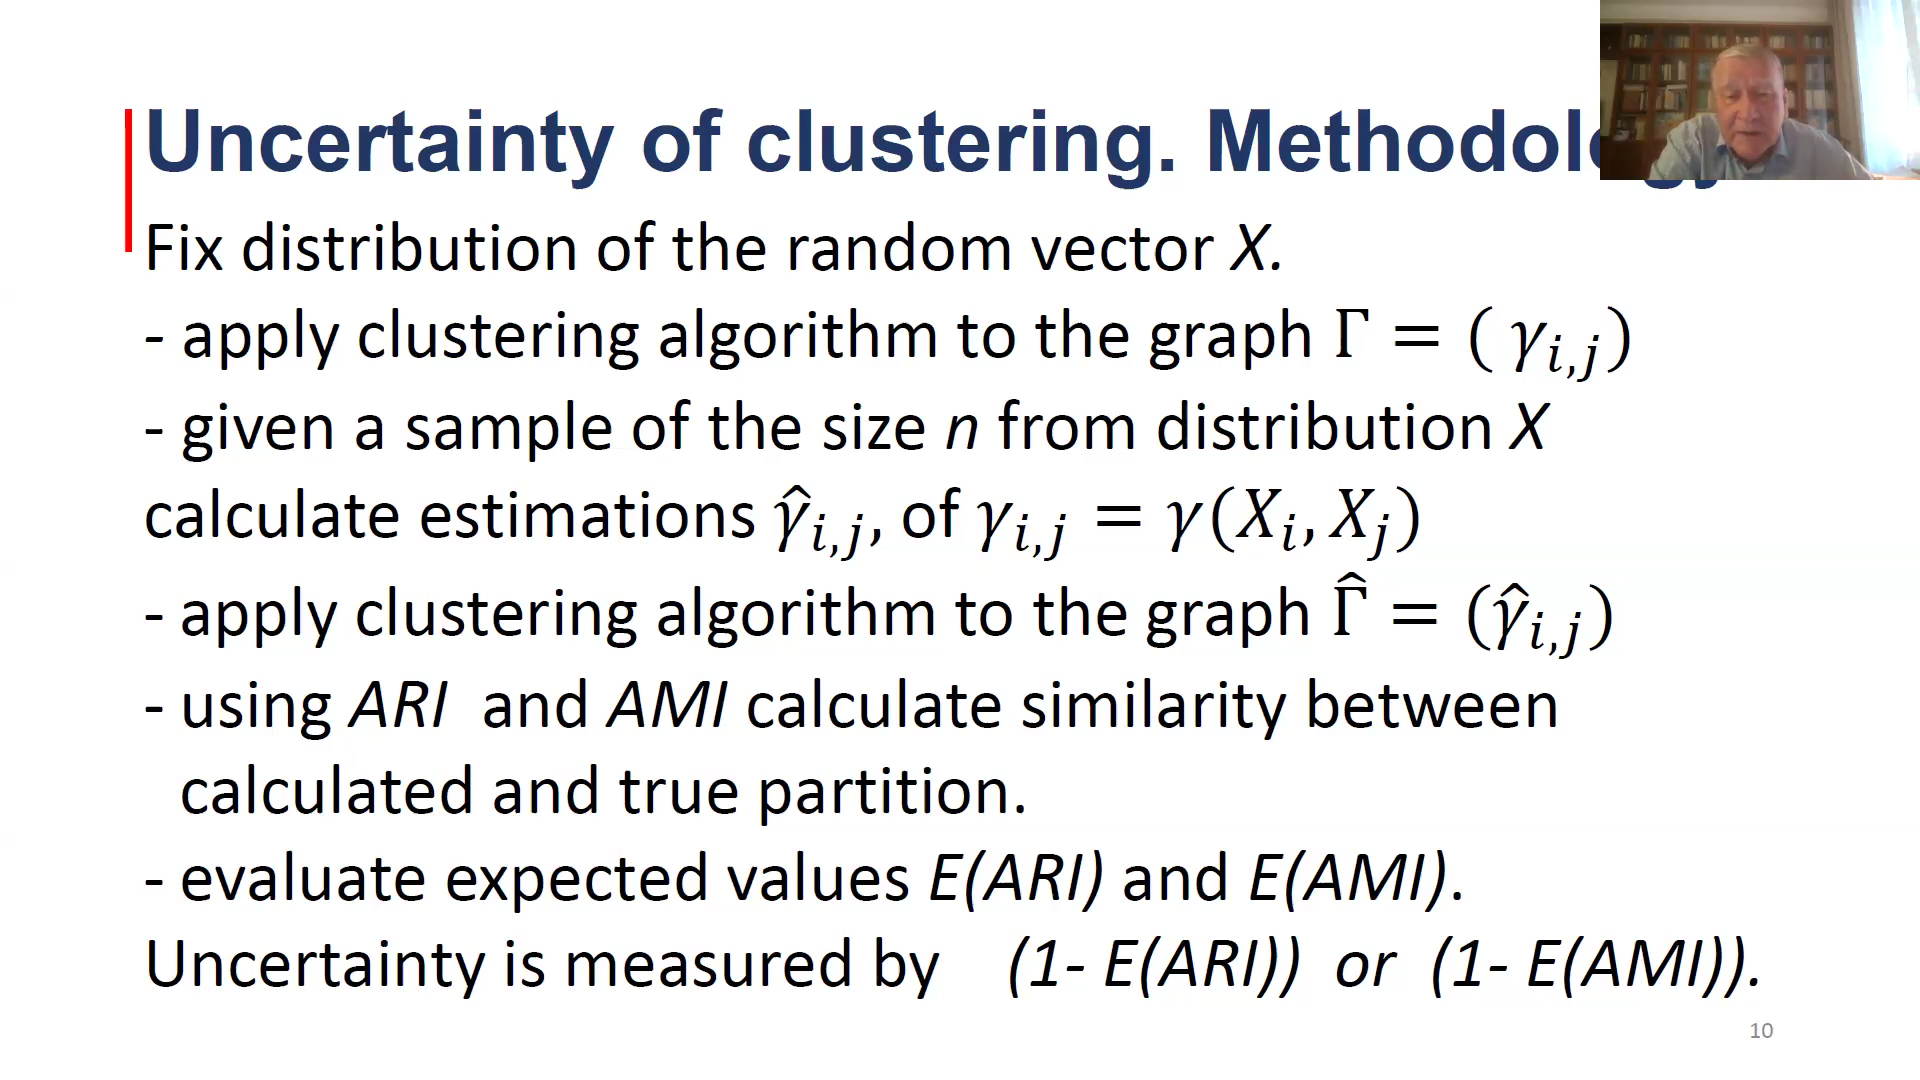 Uncertainty of clustering.
Fix distribution of the random vector X.
- apply clustering algorithm to the graph Γ = ( γ_{i,j})
- given a sample of the size n from distribution X
calculate estimations γ̂_{i,j}, of γ_{i,j} = γ(X_i, X_j)
- apply clustering algorithm to the graph Γ̂ = (γ̂_{i,j})
- using ARI and AMI calculate similarity between
calculated and true partition.
- evaluate expected values E(ARI) and E(AMI).
Uncertainty is measured by (1- E(ARI)) or (1- E(AMI)).
10